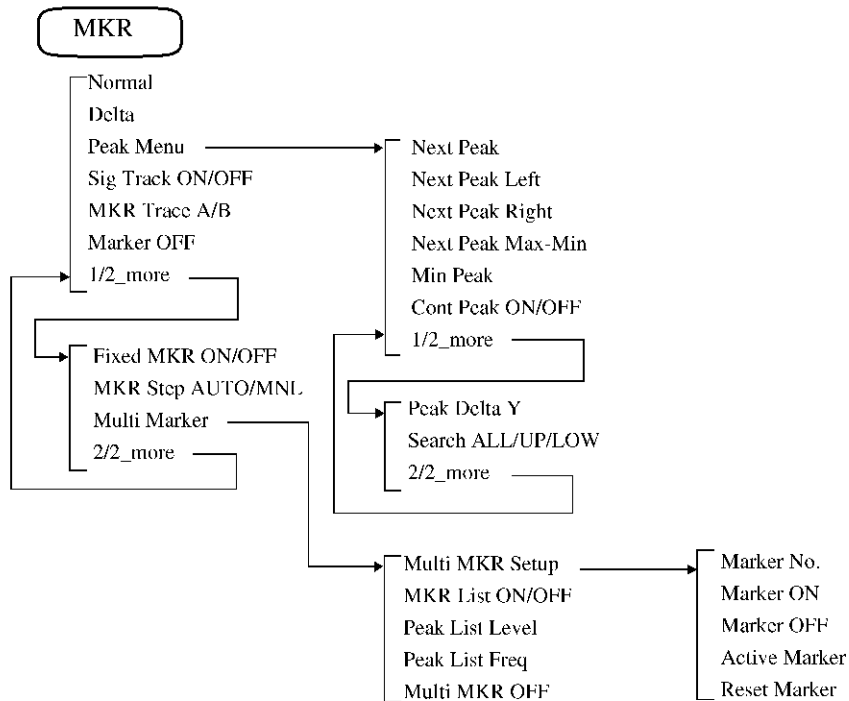 MKR
Normal
Delta
Peak Menu
Sig Track ON/OFF
MKR Trace A/B
Marker OFF
1/2_more
Fixed MKR ON/OFF
MKR Step AUTO/MNL
Multi Marker
2/2_more
Next Peak
Next Peak Left
Next Peak Right
Next Peak Max-Min
Min Peak
Cont Peak ON/OFF
1/2_more
Peak Delta Y
Search ALL/UP/LOW
2/2_more
Multi MKR Setup
MKR List ON/OFF
Peak List Level
Peak List Freq
Multi MKR OFF
Marker No.
Marker ON
Marker OFF
Active Marker
Reset Marker